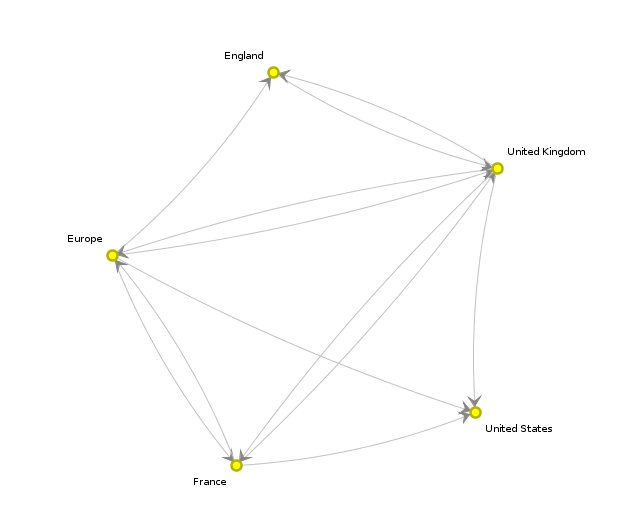 England
United Kingdom
Europe
United States
France